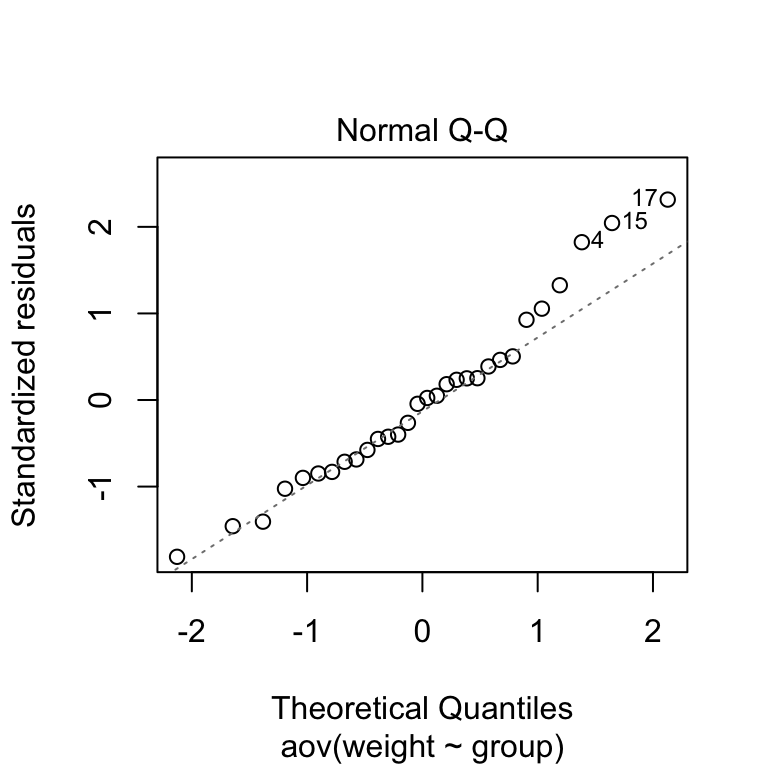 Normal Q-Q
Standardized residuals
2
1
0
-1
17
15
4
-2 -1 0 1 2
Theoretical Quantiles
aov(weight ~ group)